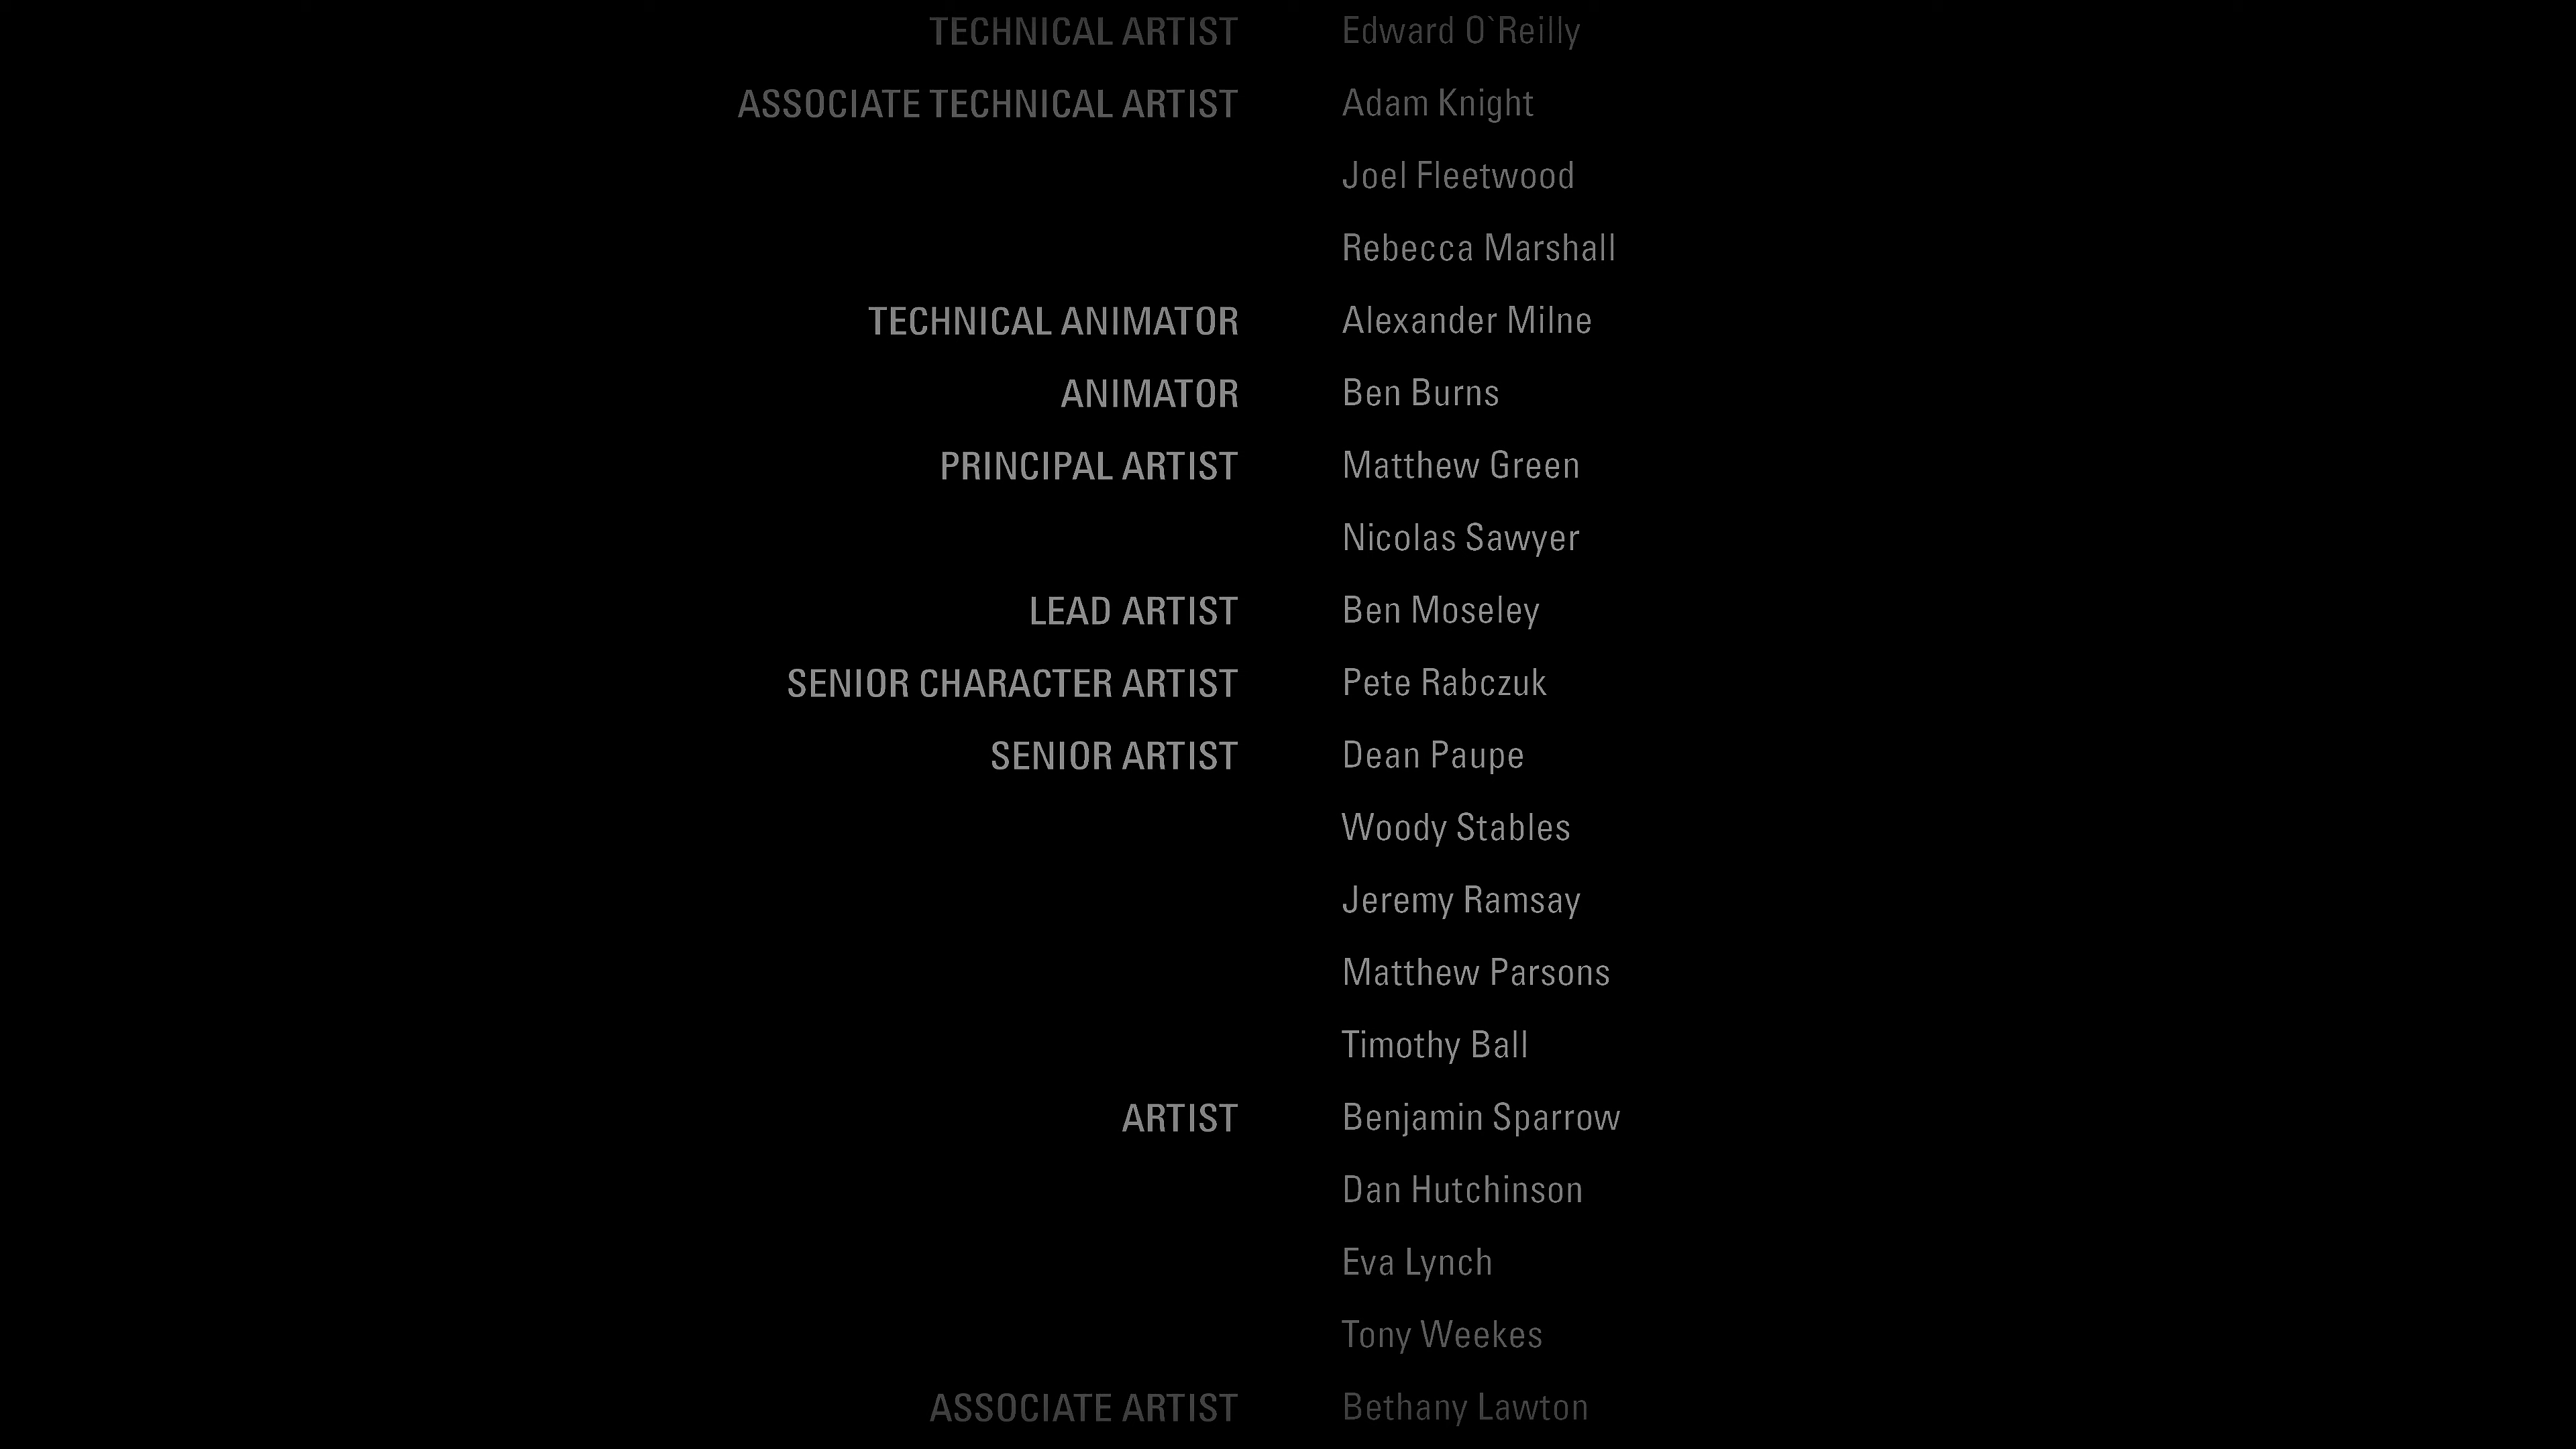 TECHNICAL ARTIST Edward O`Reilly
ASSOCIATE TECHNICAL ARTIST Adam Knight
Joel Fleetwood
Rebecca Marshall
TECHNICAL ANIMATOR Alexander Milne
ANIMATOR Ben Burns
PRINCIPAL ARTIST Matthew Green
Nicolas Sawyer
LEAD ARTIST Ben Moseley
SENIOR CHARACTER ARTIST Pete Rabczuk
SENIOR ARTIST Dean Paupe
Woody Stables
Jeremy Ramsay
Matthew Parsons
Timothy Ball
ARTIST Benjamin Sparrow
Dan Hutchinson
Eva Lynch
Tony Weekes
ASSOCIATE ARTIST Bethany Lawton